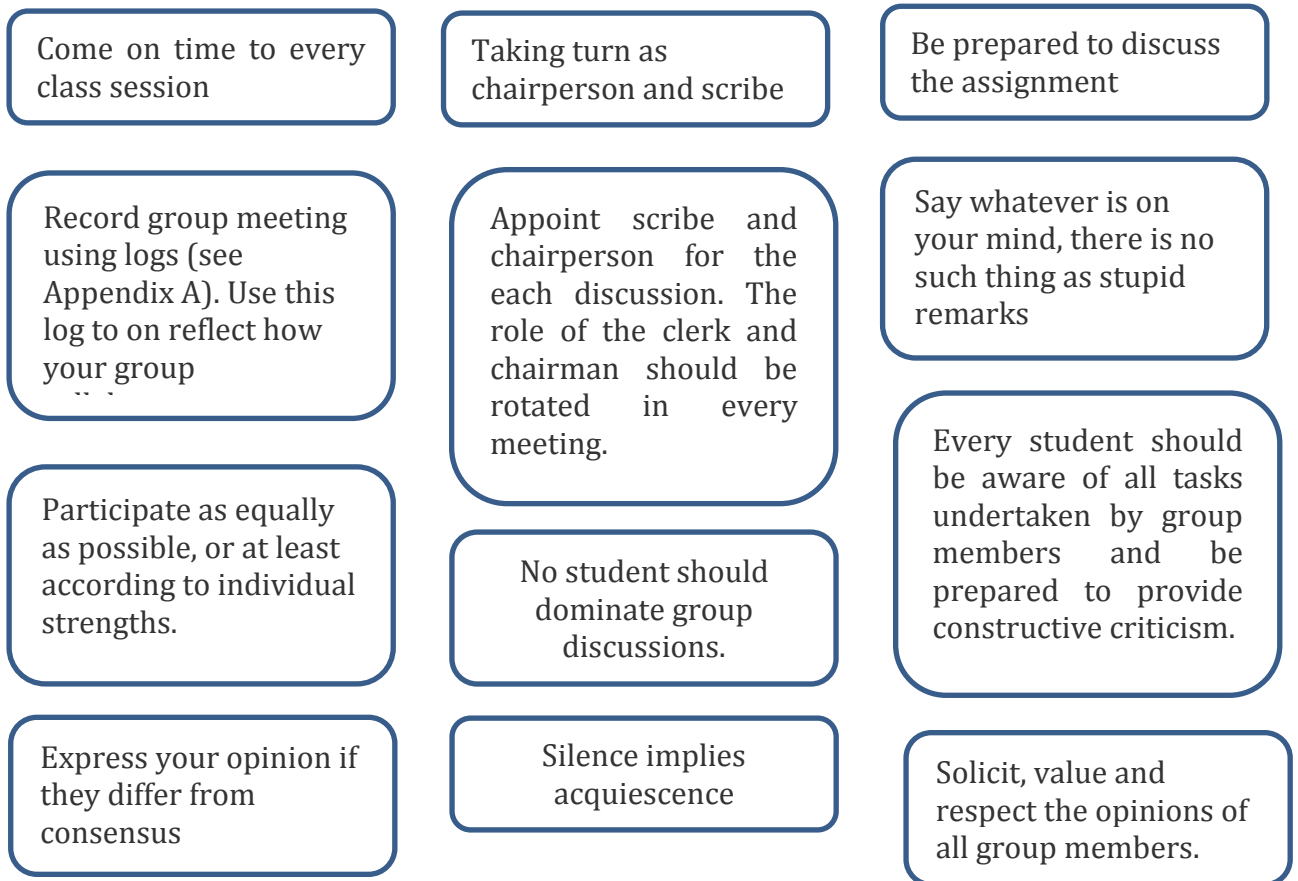 Come on time to every
class session
Taking turn as
chairperson and scribe
Be prepared to discuss
the assignment
Record group meeting
using logs (see
Appendix A). Use this
log to on reflect how
your group
Appoint scribe and
chairperson for the
each discussion. The
role of the clerk and
chairman should be
rotated in every
meeting.
Say whatever is on
your mind, there is no
such thing as stupid
remarks
Participate as equally
as possible, or at least
according to individual
strengths.
No student should
dominate group
discussions.
Every student should
be aware of all tasks
undertaken by group
members and be
prepared to provide
constructive criticism.
Express your opinion if
they differ from
consensus
Silence implies
acquiescence
Solicit, value and
respect the opinions of
all group members.